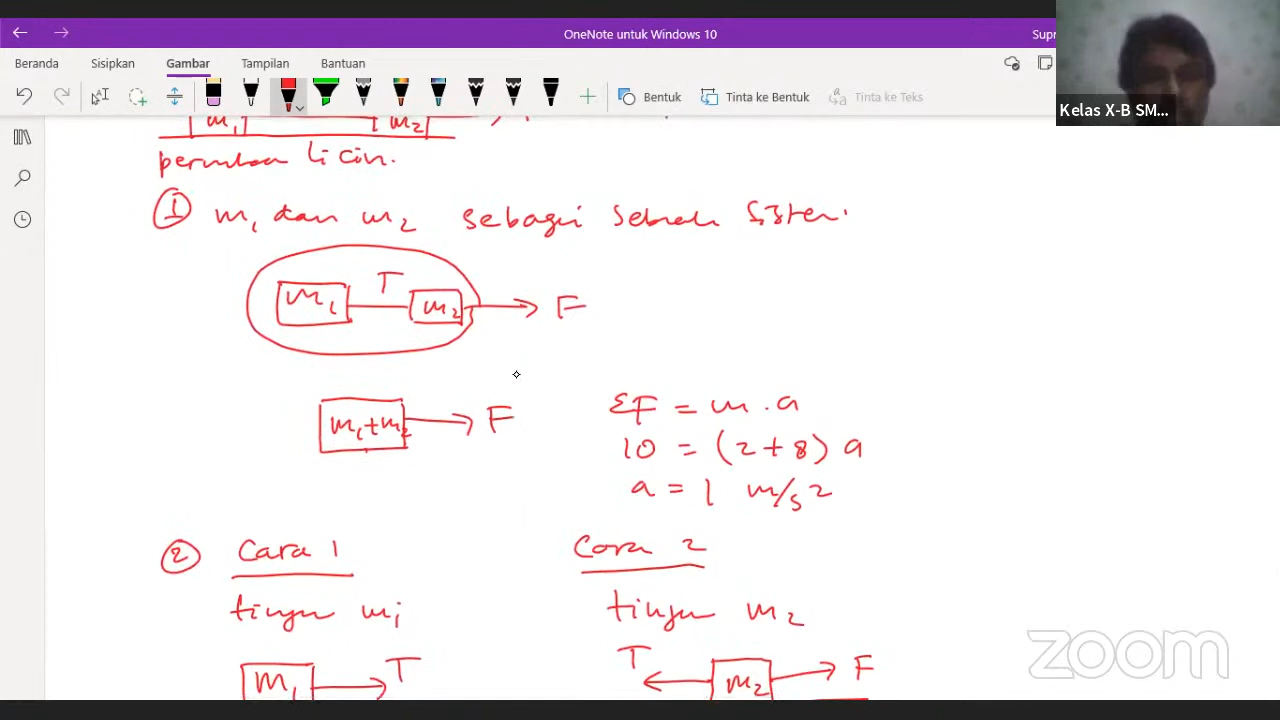 OneNote untuk Windows 10
Beranda Sisipkan Gambar Tampilan Bantuan
Bentuk Tinta ke Bentuk Tinta ke Teks
Kelas X-B SM...
m1 m2
licin.
① m1 dan m2 sebagai sebuah sistem.
T
m1 m2 F
m1+m2 F
ΣF = m . a
10 = (2+8) a
a = 1 m/s2
② Cara 1
Cara 2
tinjau m1
tinjau m2
m1 T
T m2 F
zoom